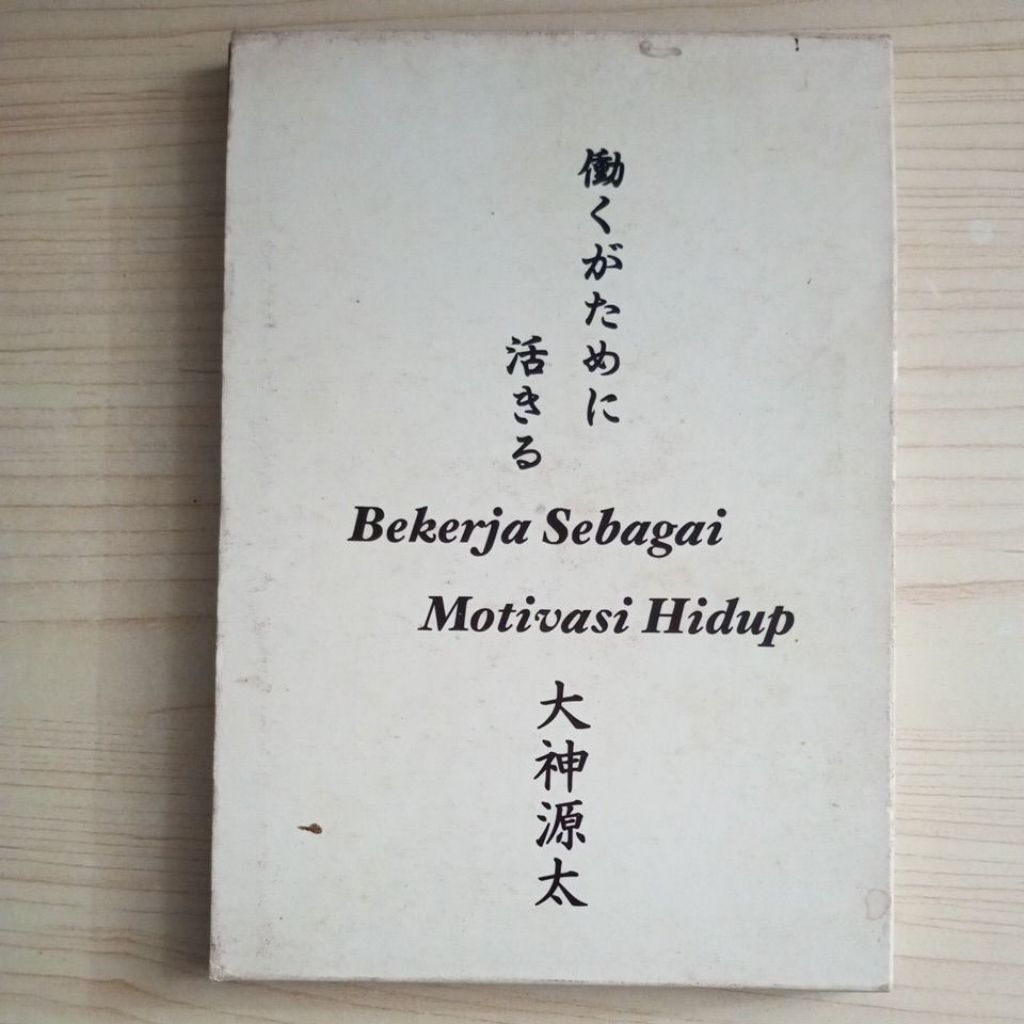 働くがために
活きる
Bekerja Sebagai
Motivasi Hidup
大神源太